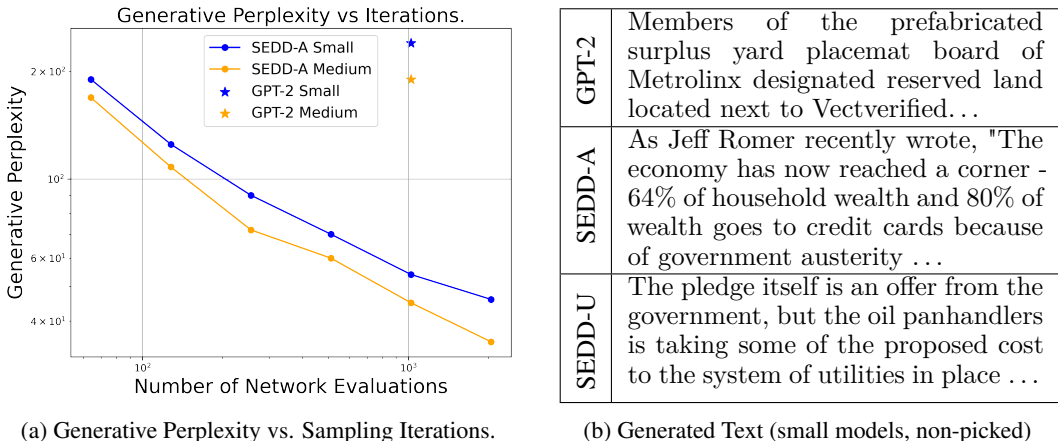 Generative Perplexity vs Iterations.
SEDD-A Small
SEDD-A Medium
GPT-2 Small
GPT-2 Medium
2 × 10²
10²
6 × 10¹
4 × 10¹
Generative Perplexity
10²
10³
Number of Network Evaluations
(a) Generative Perplexity vs. Sampling Iterations.
GPT-2
Members of the prefabricated
surplus yard placemat board of
Metrolinx designated reserved land
located next to Vectverified. . .
SEDD-A
As Jeff Romer recently wrote, "The
economy has now reached a corner -
64% of household wealth and 80% of
wealth goes to credit cards because
of government austerity . . .
SEDD-U
The pledge itself is an offer from the
government, but the oil panhandlers
is taking some of the proposed cost
to the system of utilities in place . . .
(b) Generated Text (small models, non-picked)